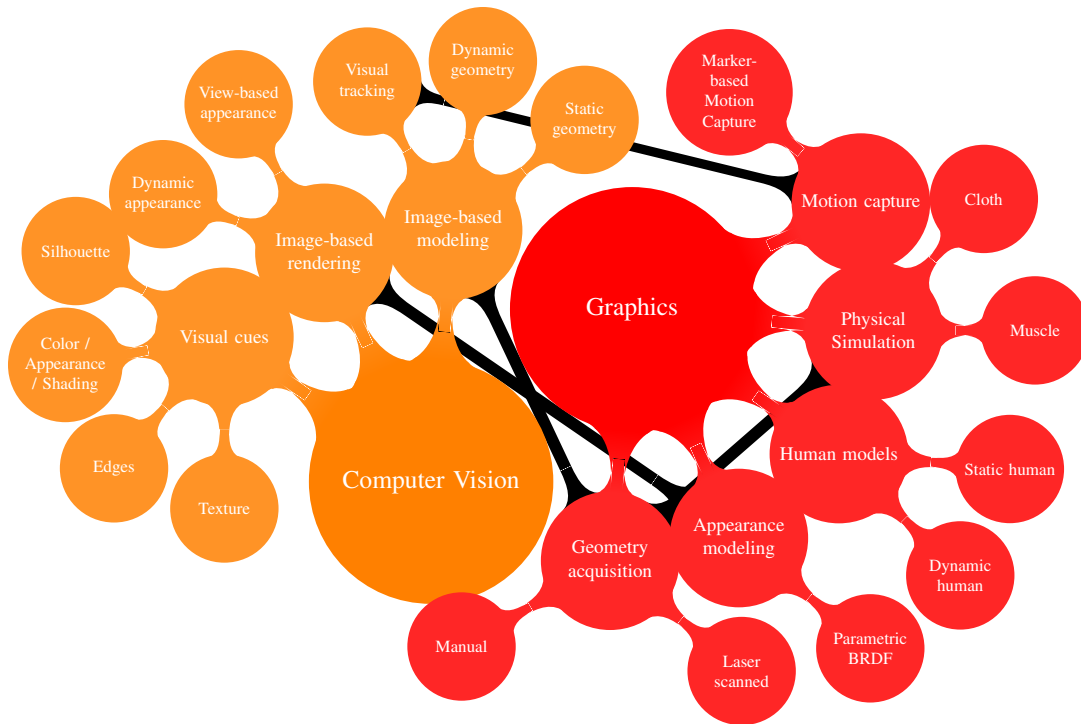 Dynamic
geometry
Visual
tracking
Static
geometry
View-based
appearance
Dynamic
appearance
Silhouette
Color /
Appearance
/ Shading
Edges
Texture
Visual cues
Image-based
rendering
Image-based
modeling
Computer Vision
Graphics
Marker-
based
Motion
Capture
Motion capture
Cloth
Physical
Simulation
Muscle
Human models
Static human
Dynamic
human
Appearance
modeling
Parametric
BRDF
Geometry
acquisition
Manual
Laser
scanned